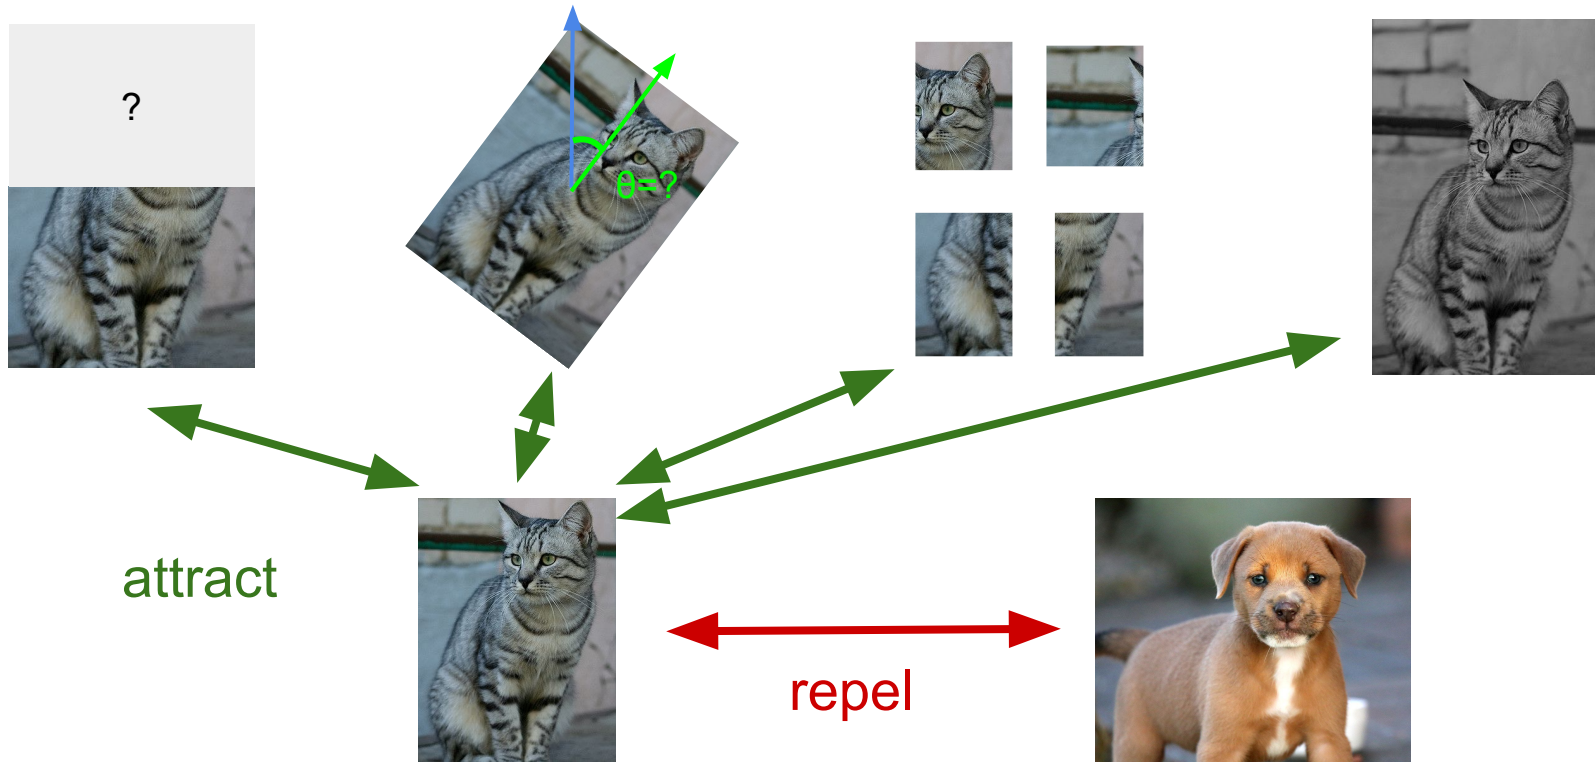 ?
θ=?
attract
repel